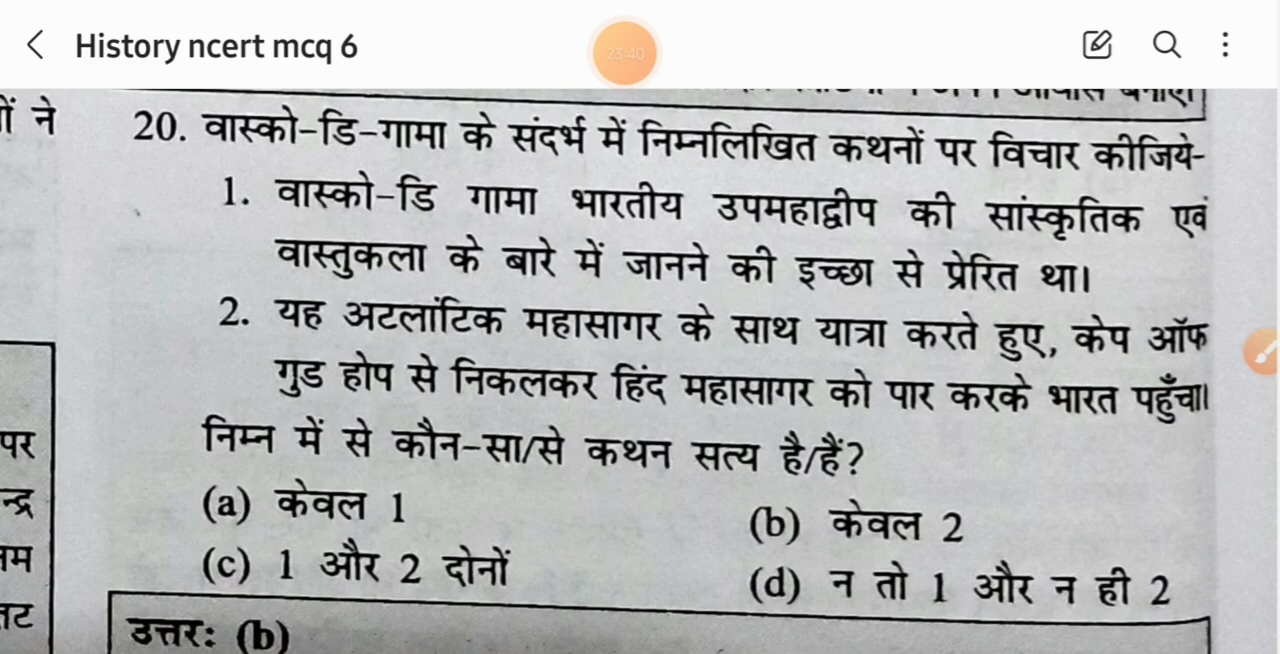 History ncert mcq 6
23:40
ों ने
20. वास्को-डि-गामा के संदर्भ में निम्नलिखित कथनों पर विचार कीजिये-
1. वास्को-डि गामा भारतीय उपमहाद्वीप की सांस्कृतिक एवं
वास्तुकला के बारे में जानने की इच्छा से प्रेरित था।
2. यह अटलांटिक महासागर के साथ यात्रा करते हुए, केप ऑफ
गुड होप से निकलकर हिंद महासागर को पार करके भारत पहुँचा।
निम्न में से कौन-सा/से कथन सत्य है/हैं?
(a) केवल 1
(b) केवल 2
(c) 1 और 2 दोनों
(d) न तो 1 और न ही 2
उत्तरः (b)
पर
न्द्र